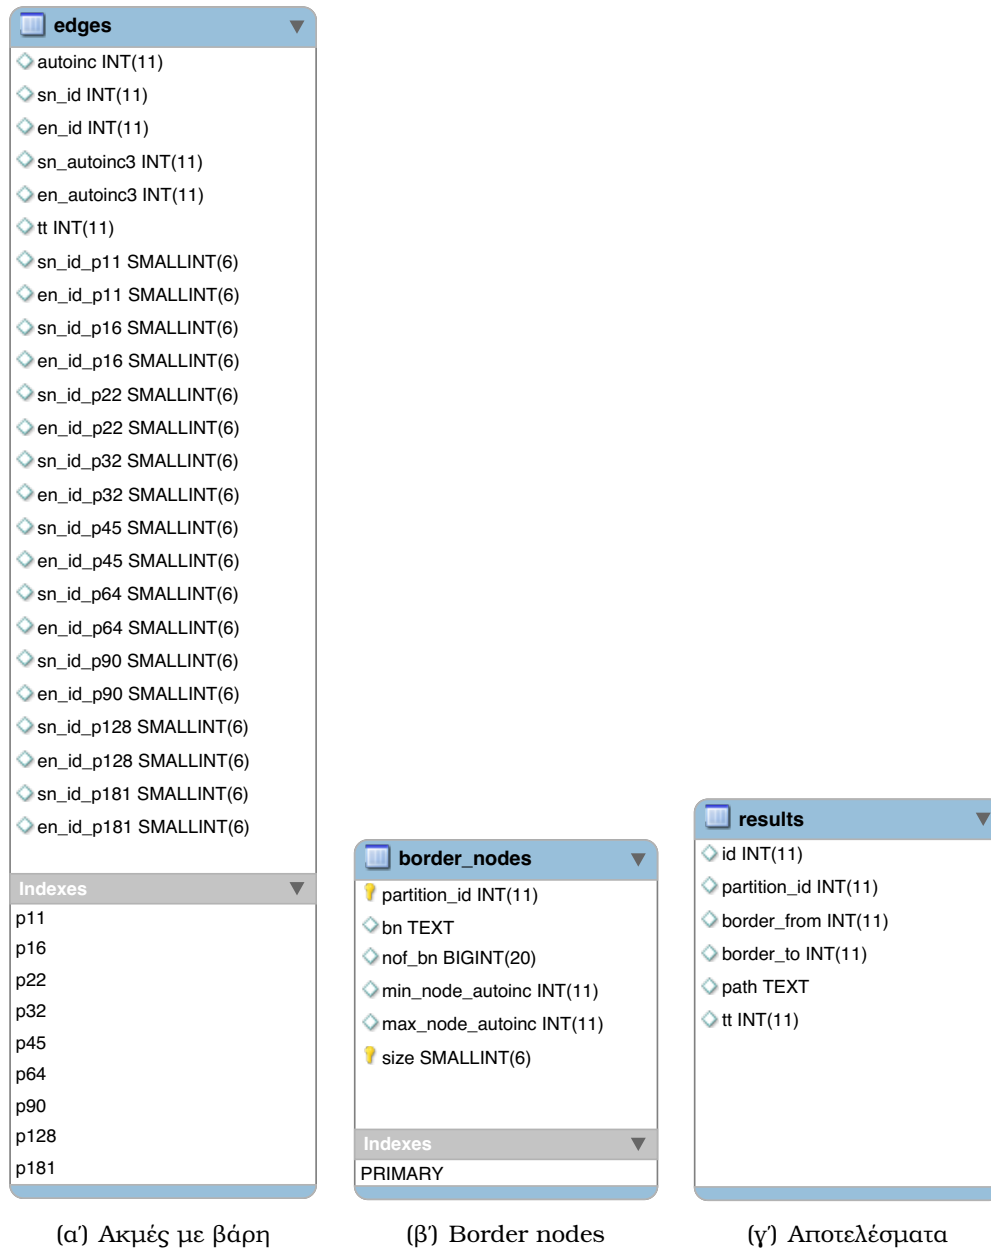 edges
autoinc INT(11)
sn_id INT(11)
en_id INT(11)
sn_autoinc3 INT(11)
en_autoinc3 INT(11)
tt INT(11)
sn_id_p11 SMALLINT(6)
en_id_p11 SMALLINT(6)
sn_id_p16 SMALLINT(6)
en_id_p16 SMALLINT(6)
sn_id_p22 SMALLINT(6)
en_id_p22 SMALLINT(6)
sn_id_p32 SMALLINT(6)
en_id_p32 SMALLINT(6)
sn_id_p45 SMALLINT(6)
en_id_p45 SMALLINT(6)
sn_id_p64 SMALLINT(6)
en_id_p64 SMALLINT(6)
sn_id_p90 SMALLINT(6)
en_id_p90 SMALLINT(6)
sn_id_p128 SMALLINT(6)
en_id_p128 SMALLINT(6)
sn_id_p181 SMALLINT(6)
en_id_p181 SMALLINT(6)
Indexes
p11
p16
p22
p32
p45
p64
p90
p128
p181
(α') Ακμές με βάρη
border_nodes
partition_id INT(11)
bn TEXT
nof_bn BIGINT(20)
min_node_autoinc INT(11)
max_node_autoinc INT(11)
size SMALLINT(6)
Indexes
PRIMARY
(β') Border nodes
results
id INT(11)
partition_id INT(11)
border_from INT(11)
border_to INT(11)
path TEXT
tt INT(11)
(γ') Αποτελέσματα